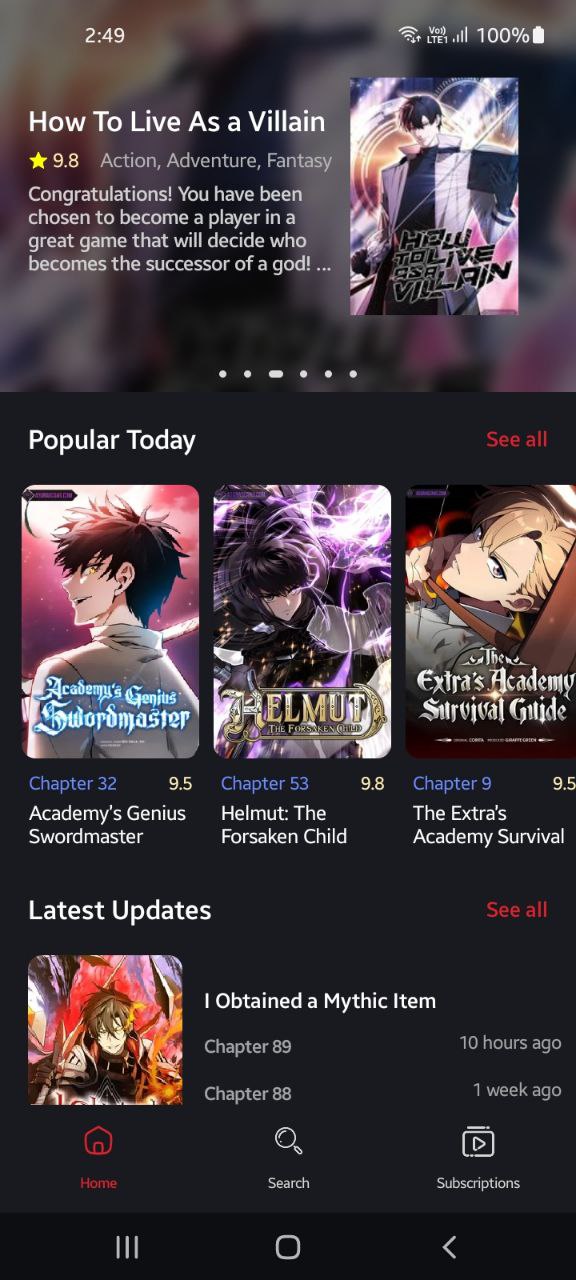 2:49
Vo))
LTE1
100%
How To Live As a Villain
9.8 Action, Adventure, Fantasy
Congratulations! You have been
chosen to become a player in a
great game that will decide who
becomes the successor of a god! ...
HOW
TO LIVE
AS A
VILLAIN
Popular Today
See all
Academy's Genius
Swordmaster
HELMUT
THE FORSAKEN CHILD
The
Extra's Academy
Survival Guide
Chapter 32
9.5
Academy's Genius
Swordmaster
Chapter 53
9.8
Helmut: The
Forsaken Child
Chapter 9
9.5
The Extra's
Academy Survival
Latest Updates
See all
I Obtained a Mythic Item
Chapter 89
10 hours ago
Chapter 88
1 week ago
Home
Search
Subscriptions